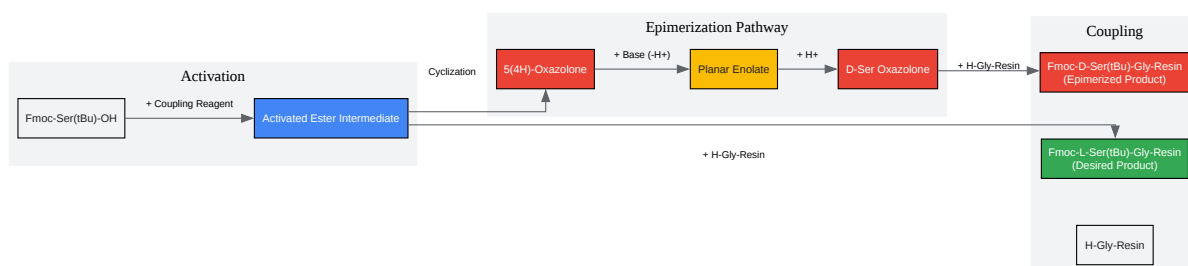 Epimerization Pathway
Coupling
Activation
Cyclization
5(4H)-Oxazolone
+ Base (-H+)
Planar Enolate
+ H+
D-Ser Oxazolone
+ H-Gly-Resin
Fmoc-D-Ser(tBu)-Gly-Resin
(Epimerized Product)
Fmoc-Ser(tBu)-OH
+ Coupling Reagent
Activated Ester Intermediate
+ H-Gly-Resin
Fmoc-L-Ser(tBu)-Gly-Resin
(Desired Product)
H-Gly-Resin